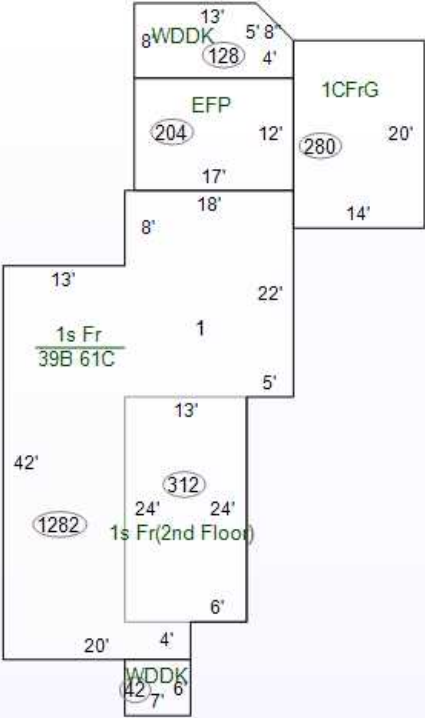 13'
WDDK 5' 8"
8'
128 4'
1CFrG
EFP
204 12' 280 20'
17'
18' 14'
8'
13'
22'
1s Fr 1
39B 61C
5'
13'
42'
312
24' 24'
1282
1s Fr(2nd Floor)
6'
20' 4'
WDDK
42 7' 6'